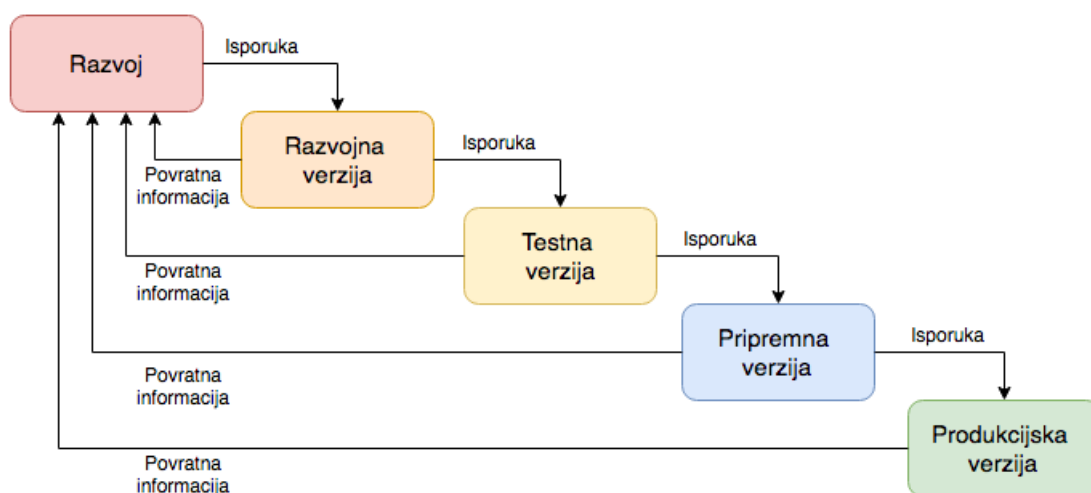 Razvoj
Isporuka
Razvojna
verzija
Isporuka
Povratna
informacija
Testna
verzija
Isporuka
Povratna
informacija
Pripremna
verzija
Isporuka
Povratna
informacija
Produkcijska
verzija
Povratna
informacija